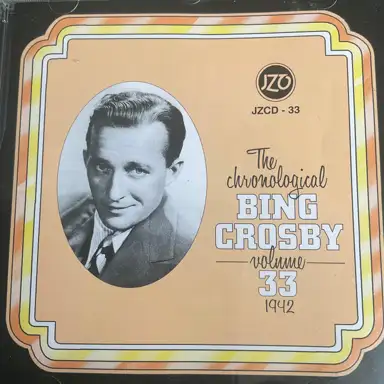 JZO
JZCD - 33
The
chronological
BING
CROSBY
volume
33
1942